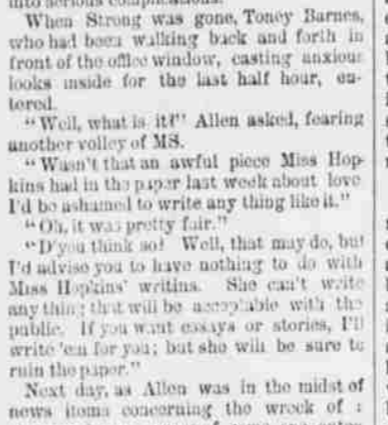 into serious complications.
When Strong was gone, Toney Barnes,
who had been walking back and forth in
front of the office window, casting anxious
looks inside for the last half hour, en-
tered.
"Well, what is it?" Allen asked, fearing
another volley of MS.
"Wasn't that an awful piece Miss Hop-
kins had in the paper last week about love
I'd be ashamed to write any thing like it."
"Oh, it was pretty fair."
"D'you think so? Well, that may do, but
I'd advise you to have nothing to do with
Miss Hopkins' writins. She can't write
any thing that will be acceptable with the
public. If you want essays or stories, I'll
write 'em for you; but she will be sure to
ruin the paper."
Next day, as Allen was in the midst of
news items concerning the wreck of